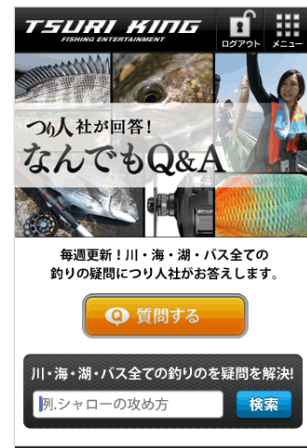 TSURI KING
FISHING ENTERTAINMENT
ログアウト
メニュー
つり人社が回答！
なんでもQ&A
毎週更新！川・海・湖・バス全ての
釣りの疑問につり人社がお答えします。
Q 質問する
川・海・湖・バス全ての釣りのを疑問を解決!
例.シャローの攻め方
検索